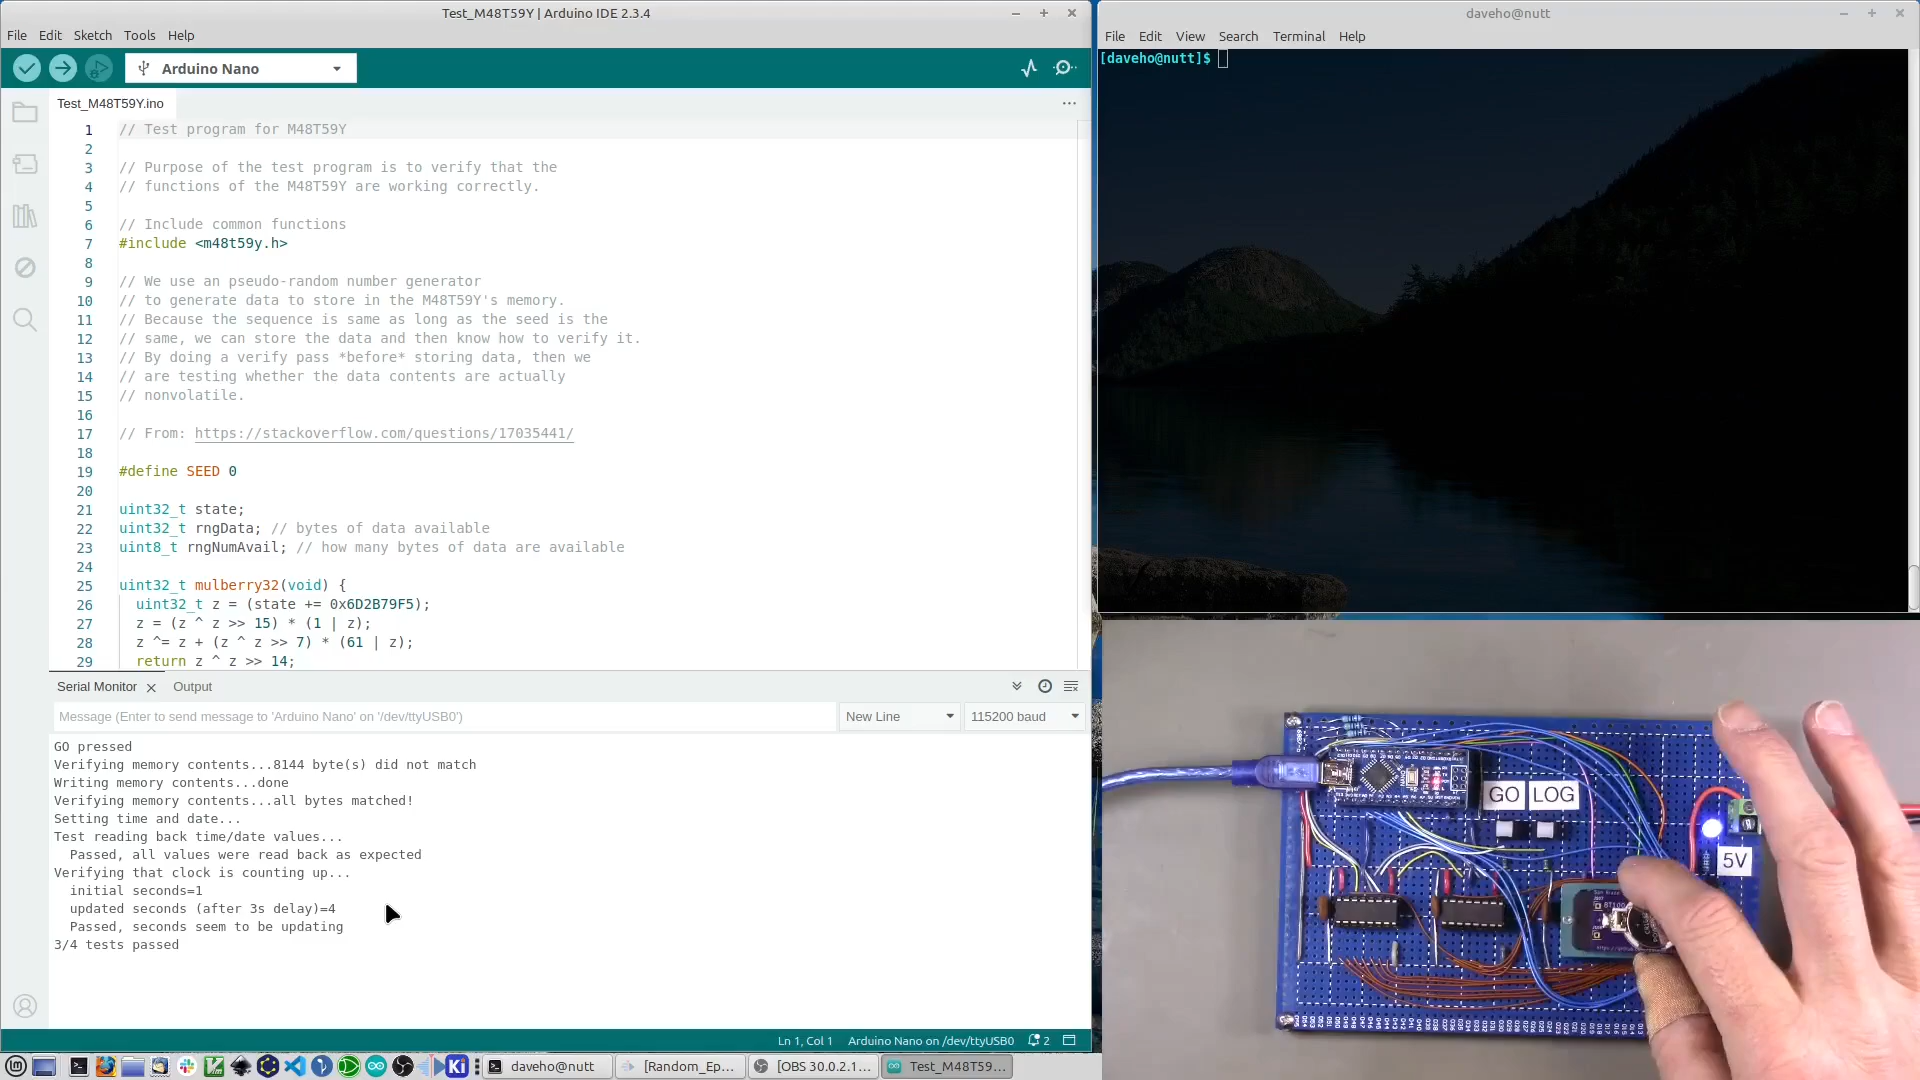 Test_M48T59Y | Arduino IDE 2.3.4
File Edit Sketch Tools Help
Arduino Nano
Test_M48T59Y.ino
1 // Test program for M48T59Y
2
3 // Purpose of the test program is to verify that the
4 // functions of the M48T59Y are working correctly.
5
6 // Include common functions
7 #include <m48t59y.h>
8
9 // We use an pseudo-random number generator
10 // to generate data to store in the M48T59Y's memory.
11 // Because the sequence is same as long as the seed is the
12 // same, we can store the data and then know how to verify it.
13 // By doing a verify pass *before* storing data, then we
14 // are testing whether the data contents are actually
15 // nonvolatile.
16
17 // From: https://stackoverflow.com/questions/17035441/
18
19 #define SEED 0
20
21 uint32_t state;
22 uint32_t rngData; // bytes of data available
23 uint8_t rngNumAvail; // how many bytes of data are available
24
25 uint32_t mulberry32(void) {
26 uint32_t z = (state += 0x6D2B79F5);
27 z = (z ^ z >> 15) * (1 | z);
28 z ^= z + (z ^ z >> 7) * (61 | z);
29 return z ^ z >> 14;
Serial Monitor Output
Message (Enter to send message to 'Arduino Nano' on '/dev/ttyUSB0')
New Line
115200 baud
GO pressed
Verifying memory contents...8144 byte(s) did not match
Writing memory contents...done
Verifying memory contents...all bytes matched!
Setting time and date...
Test reading back time/date values...
Passed, all values were read back as expected
Verifying that clock is counting up...
initial seconds=1
updated seconds (after 3s delay)=4
Passed, seconds seem to be updating
3/4 tests passed
Ln 1, Col 1 Arduino Nano on /dev/ttyUSB0 2
daveho@nutt [Random_Ep... [OBS 30.0.2.1... Test_M48T59...
Ki
daveho@nutt
File Edit View Search Terminal Help
[daveho@nutt]$
GO LOG
5V